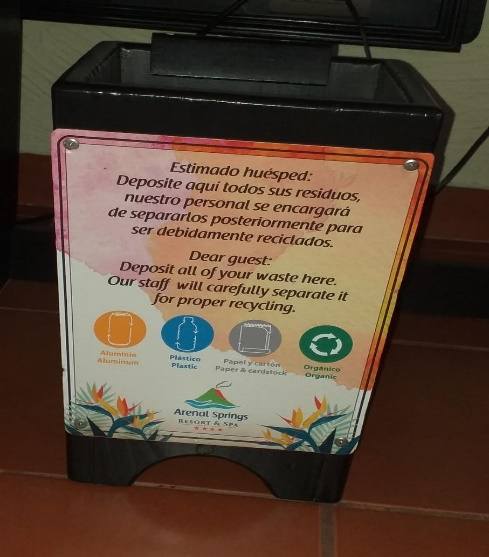 Estimado huésped:
Deposite aquí todos sus residuos,
nuestro personal se encargará
de separarlos posteriormente para
ser debidamente reciclados.
Dear guest:
Deposit all of your waste here.
Our staff will carefully separate it
for proper recycling.
Aluminio
Aluminum
Plástico
Plastic
Papel y cartón
Paper & cardstock
Orgánico
Organic
Arenal Springs
RESORT & SPA